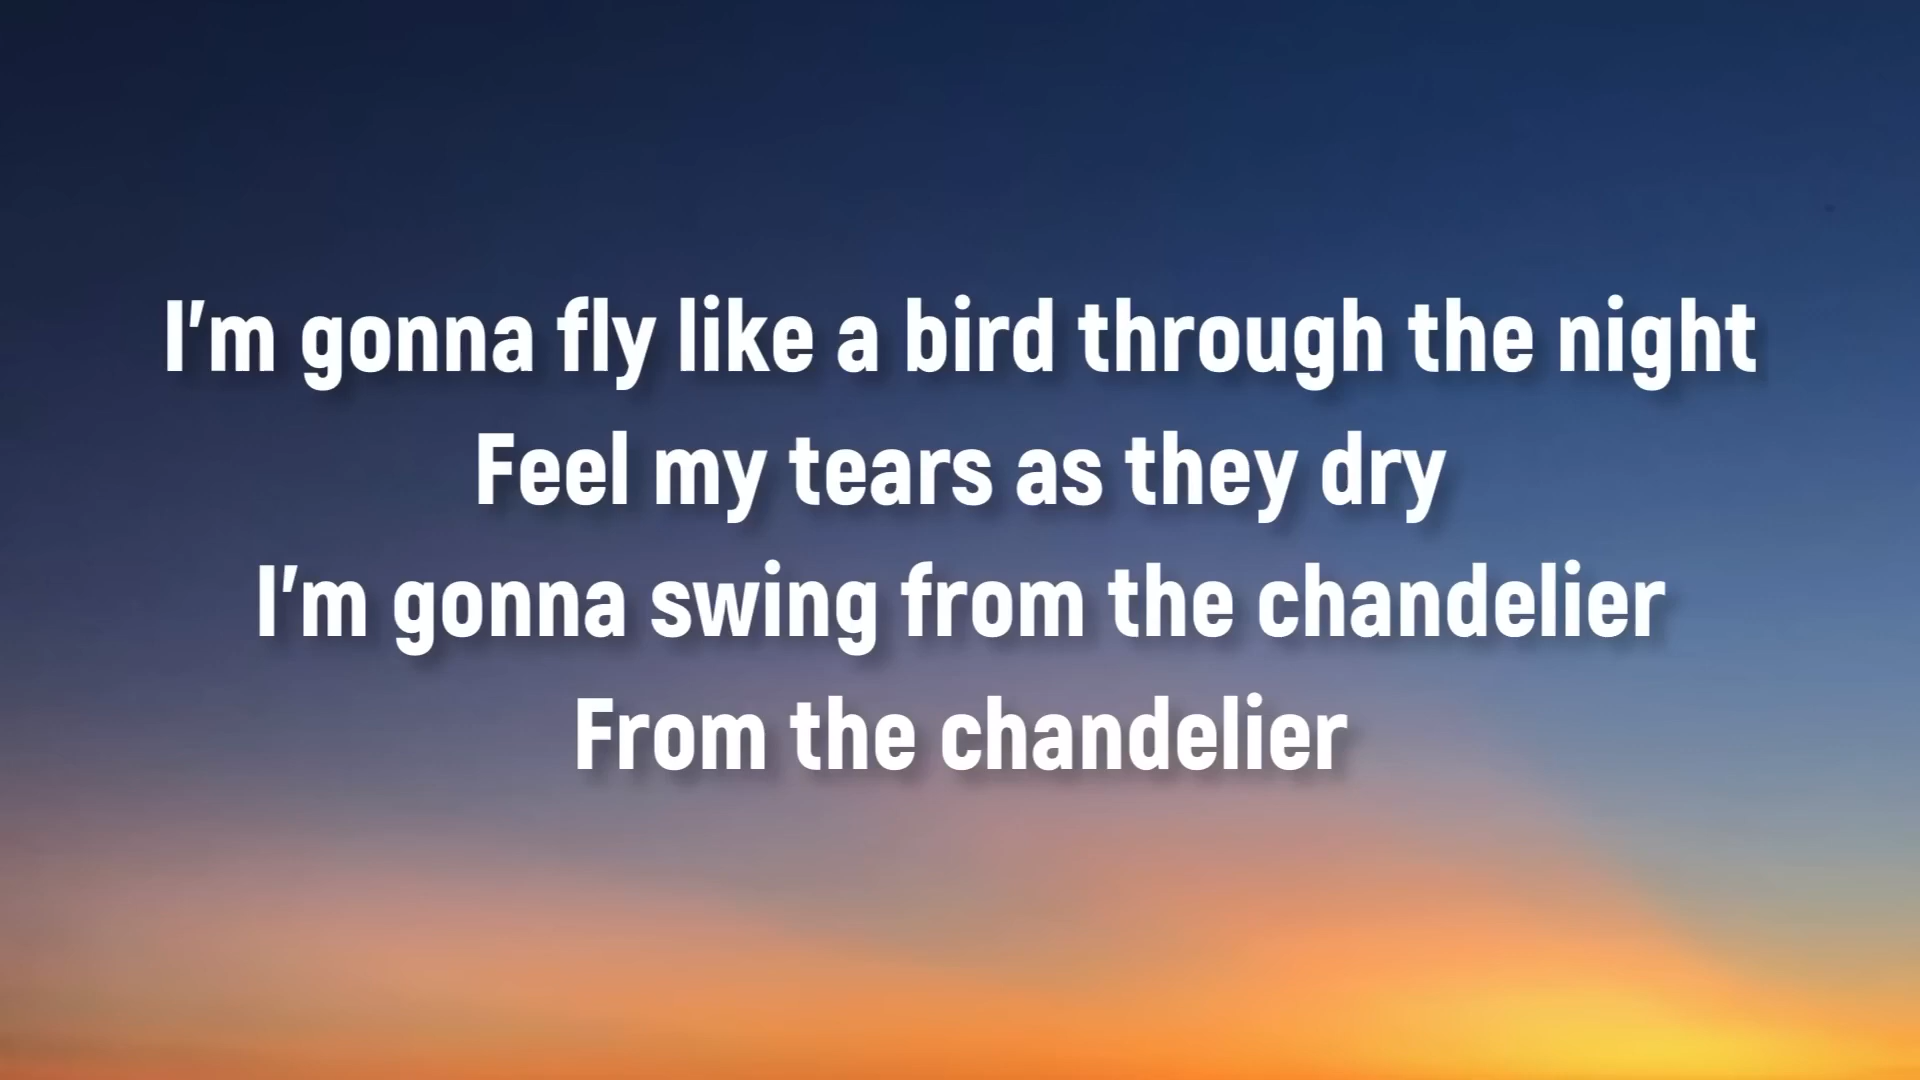 I'm gonna fly like a bird through the night
Feel my tears as they dry
I'm gonna swing from the chandelier
From the chandelier